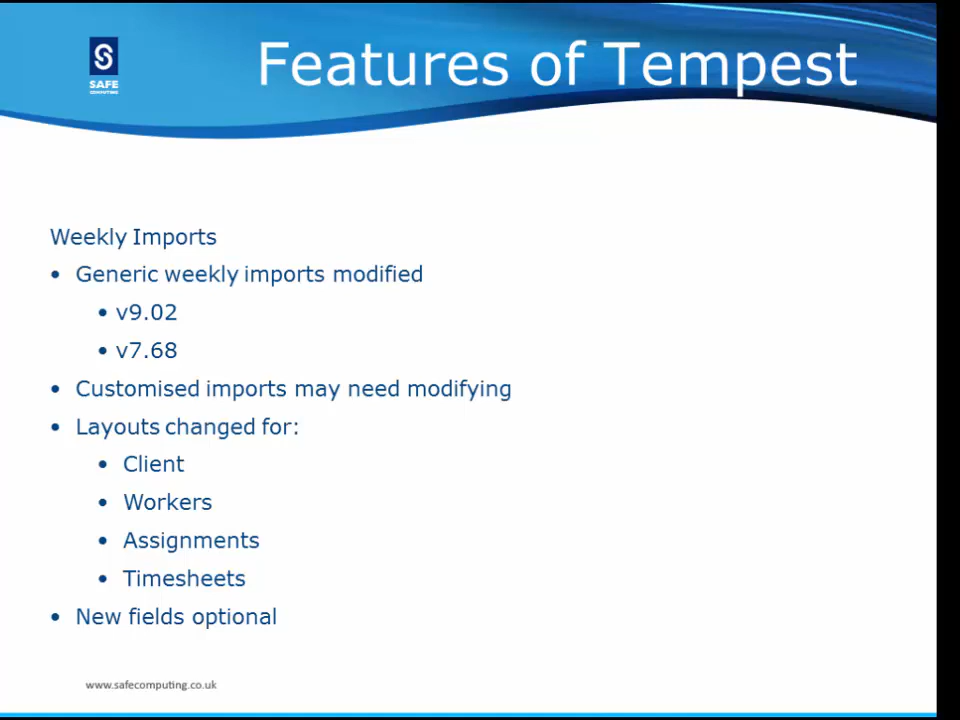 SAFE
COMPUTING
Features of Tempest
Weekly Imports
• Generic weekly imports modified
• v9.02
• v7.68
• Customised imports may need modifying
• Layouts changed for:
• Client
• Workers
• Assignments
• Timesheets
• New fields optional
www.safecomputing.co.uk